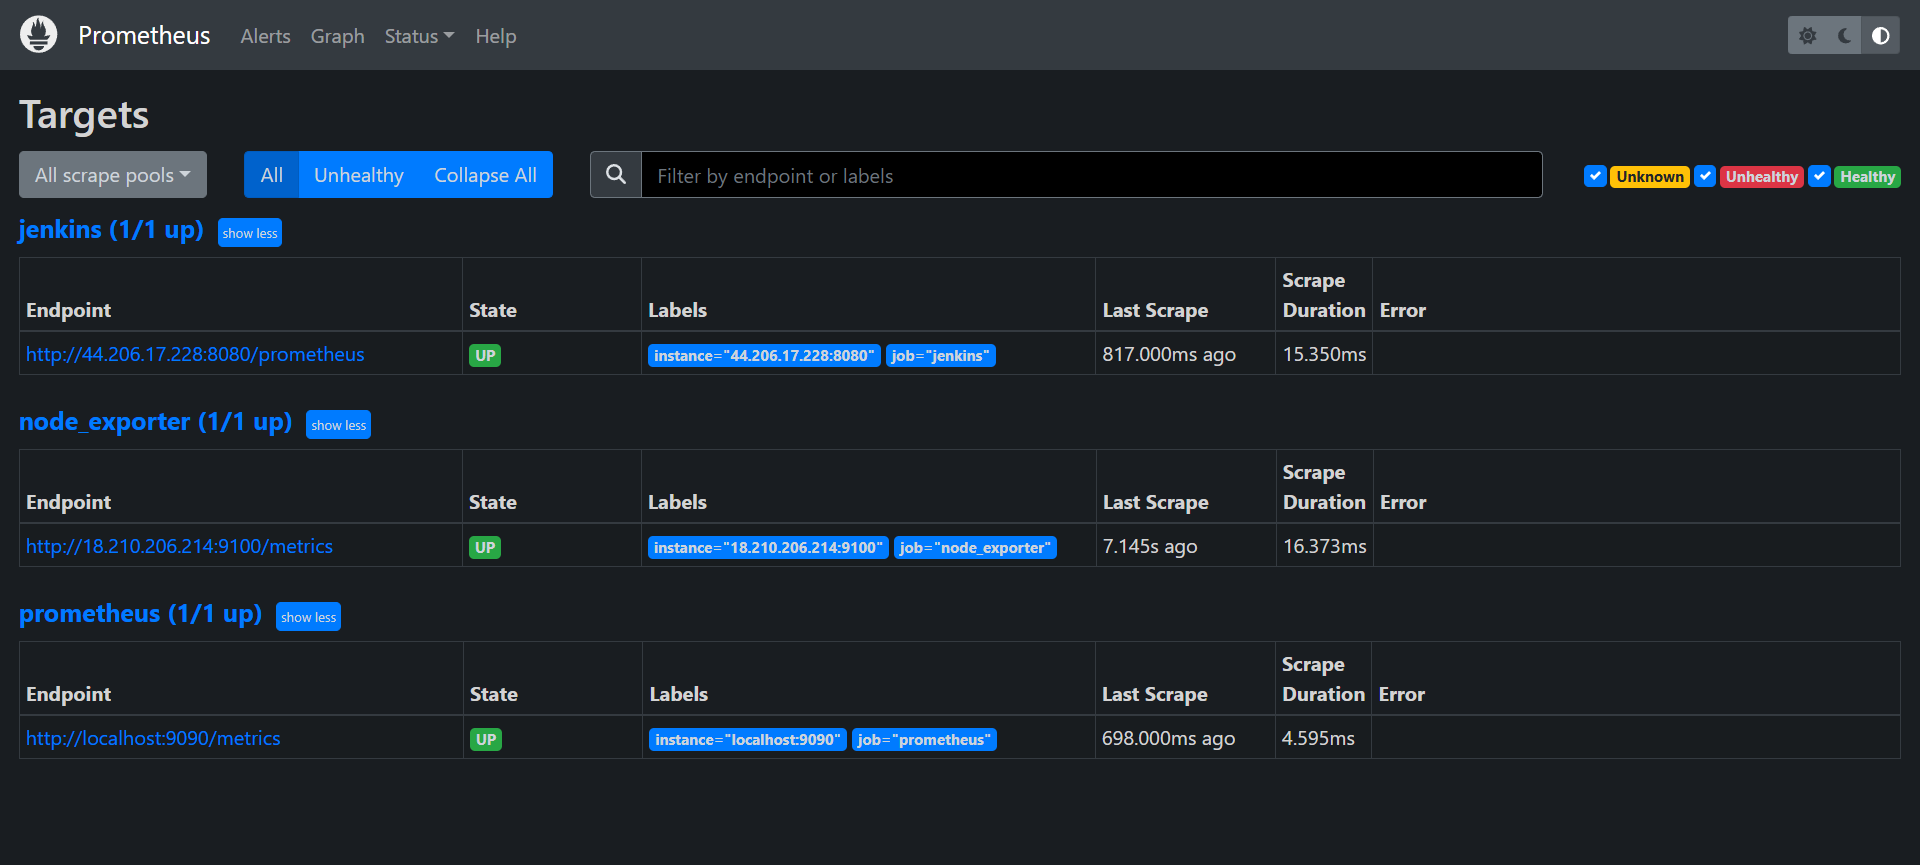 Prometheus Alerts Graph Status Help
Targets
All scrape pools All Unhealthy Collapse All Filter by endpoint or labels Unknown Unhealthy Healthy
jenkins (1/1 up) show less
Endpoint State Labels Last Scrape Scrape Duration Error
http://44.206.17.228:8080/prometheus UP instance="44.206.17.228:8080" job="jenkins" 817.000ms ago 15.350ms
node_exporter (1/1 up) show less
Endpoint State Labels Last Scrape Scrape Duration Error
http://18.210.206.214:9100/metrics UP instance="18.210.206.214:9100" job="node_exporter" 7.145s ago 16.373ms
prometheus (1/1 up) show less
Endpoint State Labels Last Scrape Scrape Duration Error
http://localhost:9090/metrics UP instance="localhost:9090" job="prometheus" 698.000ms ago 4.595ms